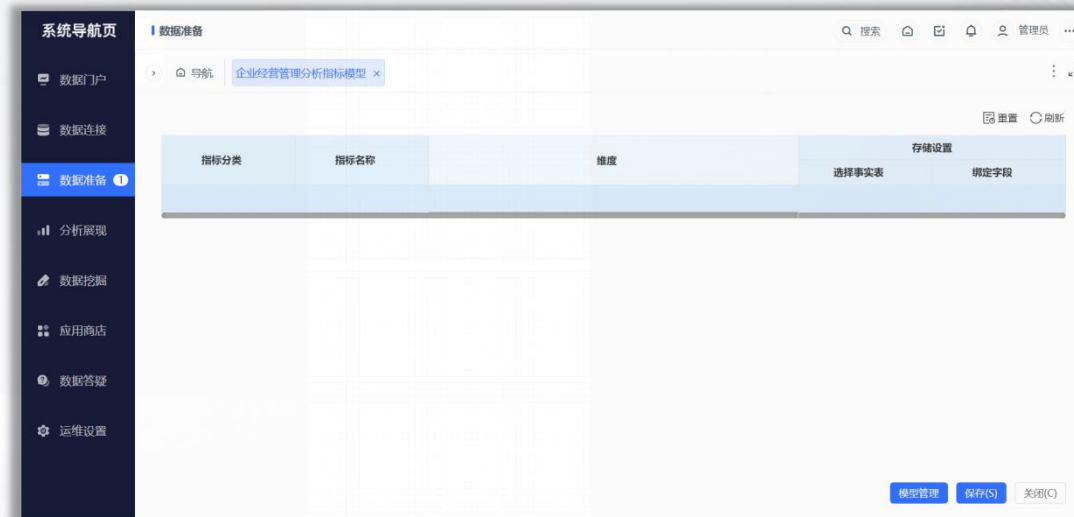 系统导航页
数据门户
数据连接
数据准备 1
分析展现
数据挖掘
应用商店
数据答疑
运维设置
数据准备
搜索
管理员
导航
企业经营管理分析指标模型 ×
重置
刷新
指标分类
指标名称
维度
存储设置
选择事实表
绑定字段
模型管理
保存(S)
关闭(C)